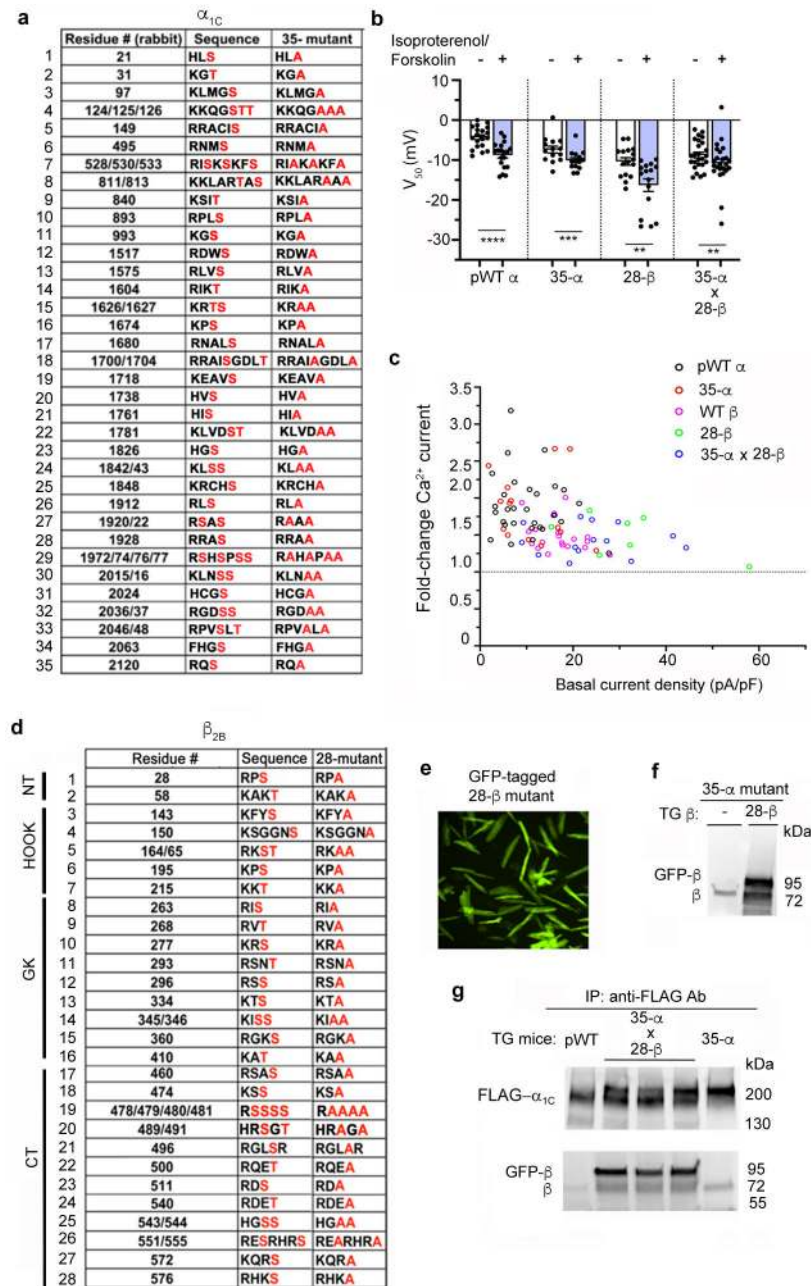 a
α1C
Residue # (rabbit) Sequence 35- mutant
1 21 HLS HLA
2 31 KGT KGA
3 97 KLMGS KLMGA
4 124/125/126 KKQGSTT KKQGAAA
5 149 RRACIS RRACIA
6 495 RNMS RNMA
7 528/530/533 RISKSKFS RIAKAKFA
8 811/813 KKLARTAS KKLARAAA
9 840 KSIT KSIA
10 893 RPLS RPLA
11 993 KGS KGA
12 1517 RDWS RDWA
13 1575 RLVS RLVA
14 1604 RIKT RIKA
15 1626/1627 KRTS KRAA
16 1674 KPS KPA
17 1680 RNALS RNALA
18 1700/1704 RRAISGDLT RRAIAGDLA
19 1718 KEAVS KEAVA
20 1738 HVS HVA
21 1761 HIS HIA
22 1781 KLVDST KLVDAA
23 1826 HGS HGA
24 1842/43 KLSS KLAA
25 1848 KRCHS KRCHA
26 1912 RLS RLA
27 1920/22 RSAS RAAA
28 1928 RRAS RRAA
29 1972/74/76/77 RSHSPSS RAHAPAA
30 2015/16 KLNSS KLNAA
31 2024 HCGS HCGA
32 2036/37 RGDSS RGDAA
33 2046/48 RPVSLT RPVALA
34 2063 FHGS FHGA
35 2120 RQS RQA
b
Isoproterenol/
Forskolin - + - + - + - +
V50 (mV)
0
-10
-20
-30
**** *** ** **
pWT α 35-α 28-β 35-α
x
28-β
c
Fold-change Ca2+ current
3.5
3.0
2.5
2.0
1.5
1.0
0.5
0
0 20 40 60
Basal current density (pA/pF)
pWT α
35-α
WT β
28-β
35-α x 28-β
d
β2B
Residue # Sequence 28-mutant
NT
1 28 RPS RPA
2 58 KAKT KAKA
HOOK
3 143 KFYS KFYA
4 150 KSGGNS KSGGNA
5 164/65 RKST RKAA
6 195 KPS KPA
7 215 KKT KKA
GK
8 263 RIS RIA
9 268 RVT RVA
10 277 KRS KRA
11 293 RSNT RSNA
12 296 RSS RSA
13 334 KTS KTA
14 345/346 KISS KIAA
15 360 RGKS RGKA
16 410 KAT KAA
CT
17 460 RSAS RSAA
18 474 KSS KSA
19 478/479/480/481 RSSSS RAAAA
20 489/491 HRSGT HRAGA
21 496 RGLSR RGLAR
22 500 RQET RQEA
23 511 RDS RDA
24 540 RDET RDEA
25 543/544 HGSS HGAA
26 551/555 RESRHRS REARHRA
27 572 KQRS KQRA
28 576 RHKS RHKA
e
GFP-tagged
28-β mutant
f
35-α mutant
TG β: - 28-β
kDa
GFP-β 95
β 72
g
IP: anti-FLAG Ab
TG mice: pWT 35-α
x
28-β 35-α
kDa
FLAG-α1C 200
130
GFP-β 95
β 72
55